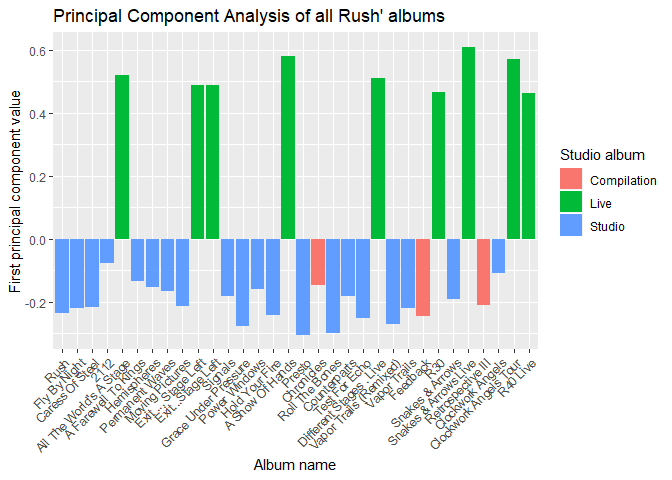 Principal Component Analysis of all Rush' albums
First principal component value
0.6
0.4
0.2
0.0
-0.2
Rush
Fly By Night
Caress Of Steel
2112
All The World's A Stage
A Farewell To Kings
Hemispheres
Permanent Waves
Moving Pictures
Exit... Stage Left
Exit...Stage Left
Signals
Grace Under Pressure
Power Windows
Hold Your Fire
A Show Of Hands
Presto
Chronicles
Roll The Bones
Counterparts
Test For Echo
Different Stages - Live
Vapor Trails (Remixed)
Vapor Trails
Feedback
R30
Snakes & Arrows
Snakes & Arrows Live
Retrospective III
Clockwork Angels
Clockwork Angels Tour
R40 Live
Album name
Studio album
Compilation
Live
Studio